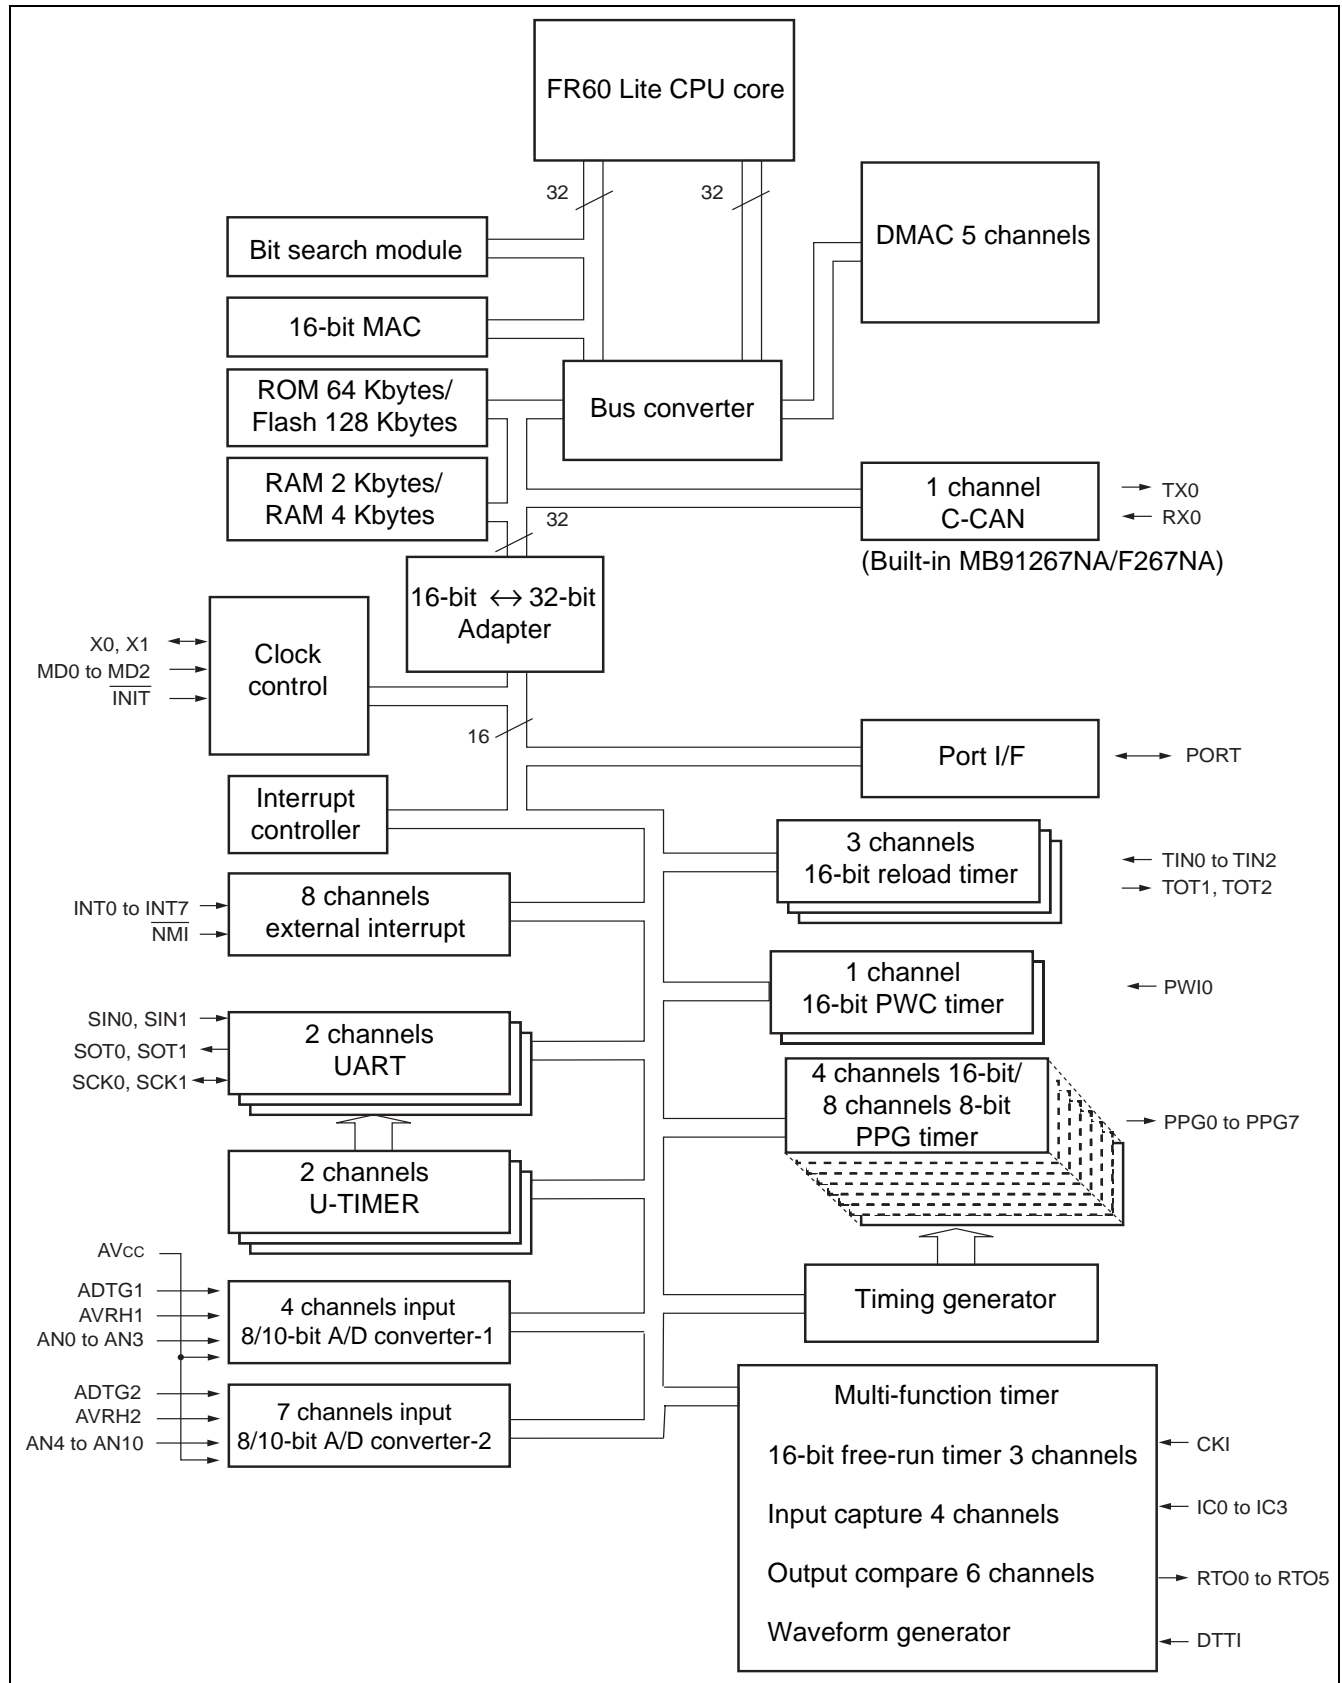 FR60 Lite CPU core
32
32
DMAC 5 channels
Bit search module
16-bit MAC
ROM 64 Kbytes/
Flash 128 Kbytes
Bus converter
RAM 2 Kbytes/
RAM 4 Kbytes
1 channel
C-CAN
TX0
RX0
(Built-in MB91267NA/F267NA)
32
16-bit ↔ 32-bit
Adapter
X0, X1
MD0 to MD2
INIT
Clock
control
16
Port I/F
PORT
Interrupt
controller
3 channels
16-bit reload timer
TIN0 to TIN2
TOT1, TOT2
INT0 to INT7
NMI
8 channels
external interrupt
1 channel
16-bit PWC timer
PWI0
SIN0, SIN1
SOT0, SOT1
SCK0, SCK1
2 channels
UART
4 channels 16-bit/
8 channels 8-bit
PPG timer
PPG0 to PPG7
2 channels
U-TIMER
AVCC
ADTG1
AVRH1
AN0 to AN3
4 channels input
8/10-bit A/D converter-1
Timing generator
ADTG2
AVRH2
AN4 to AN10
7 channels input
8/10-bit A/D converter-2
Multi-function timer
16-bit free-run timer 3 channels
Input capture 4 channels
Output compare 6 channels
Waveform generator
CKI
IC0 to IC3
RTO0 to RTO5
DTTI